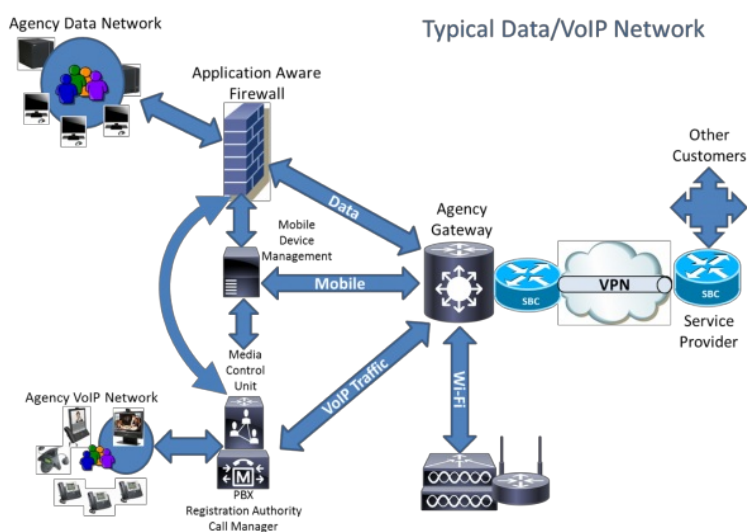 Agency Data Network
Typical Data/VoIP Network
Application Aware
Firewall
Other
Customers
Data
Agency
Gateway
Mobile
Device
Management
Mobile
SBC
VPN
SBC
Service
Provider
Media
Control
Unit
VoIP Traffic
Wi-Fi
Agency VoIP Network
M
PBX
Registration Authority
Call Manager